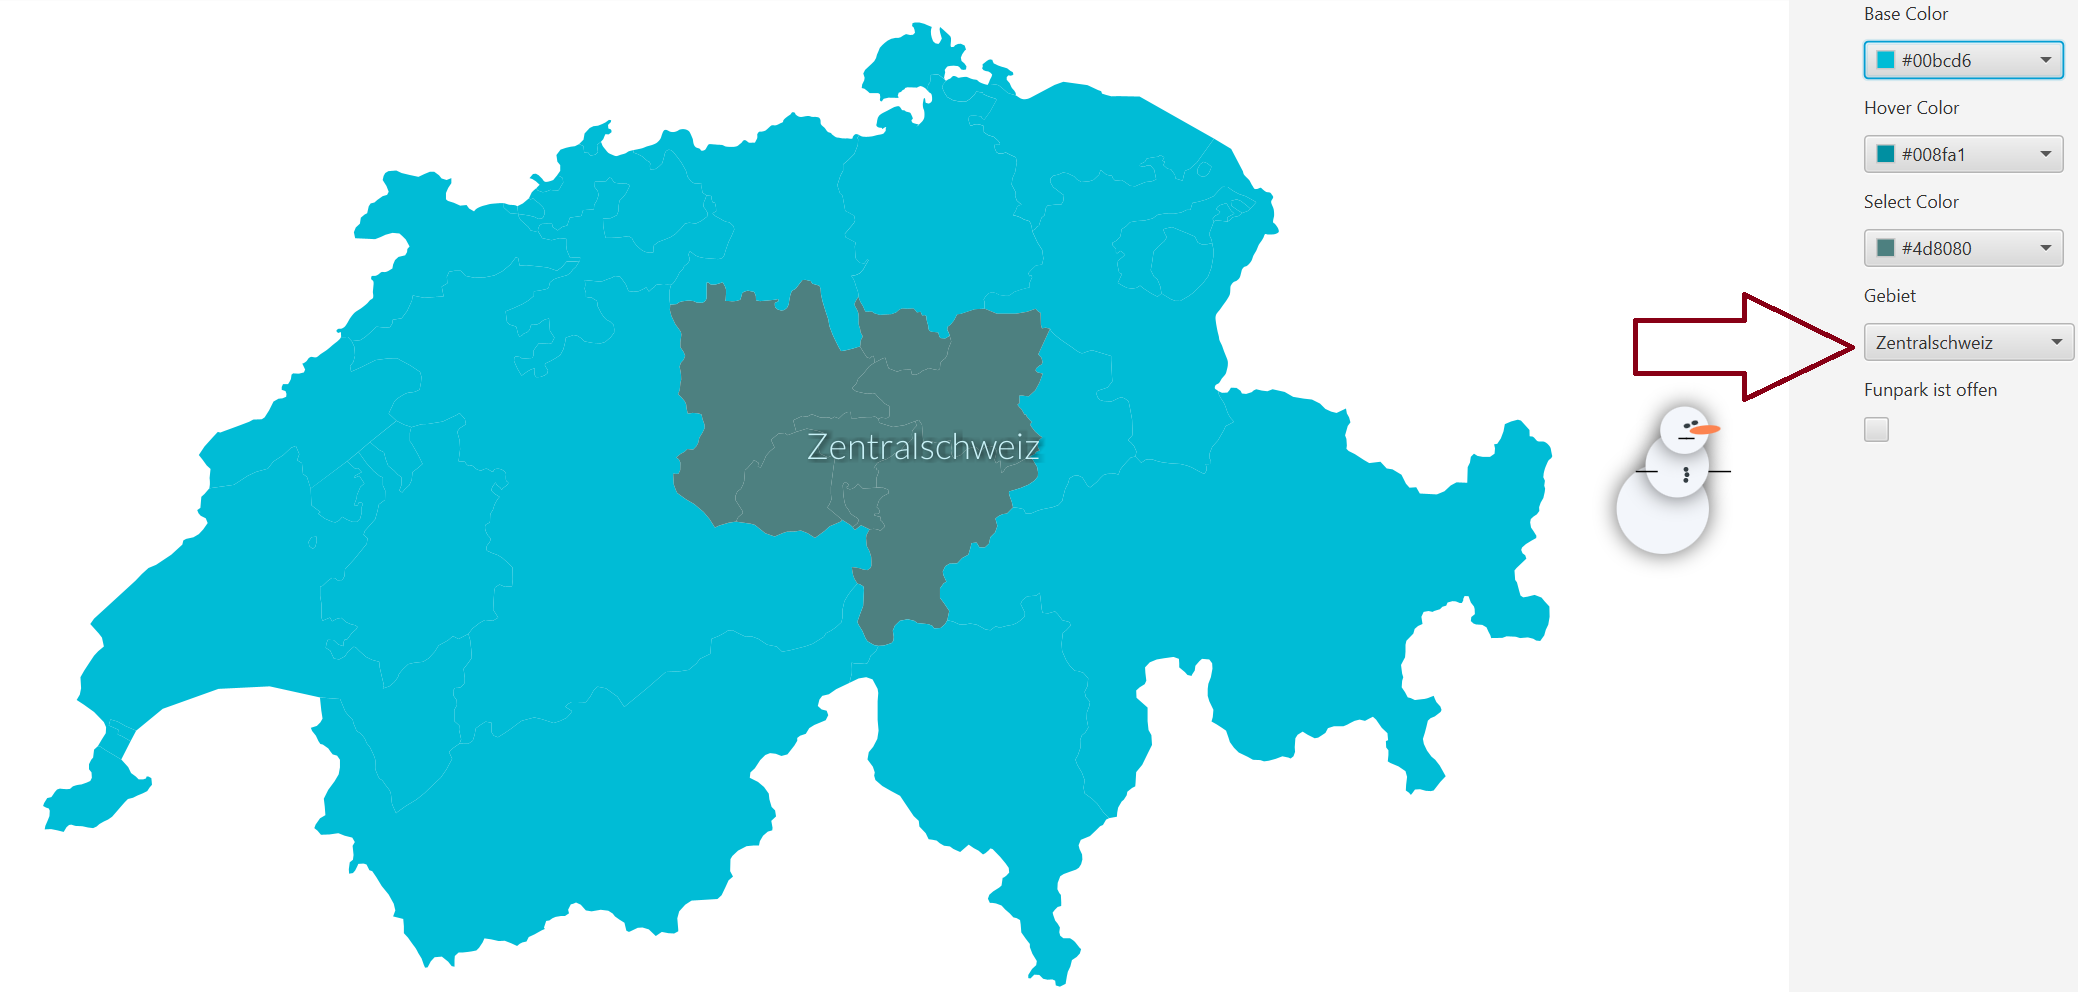 Base Color
#00bcd6
Hover Color
#008fa1
Select Color
#4d8080
Gebiet
Zentralschweiz
Funpark ist offen
Zentralschweiz